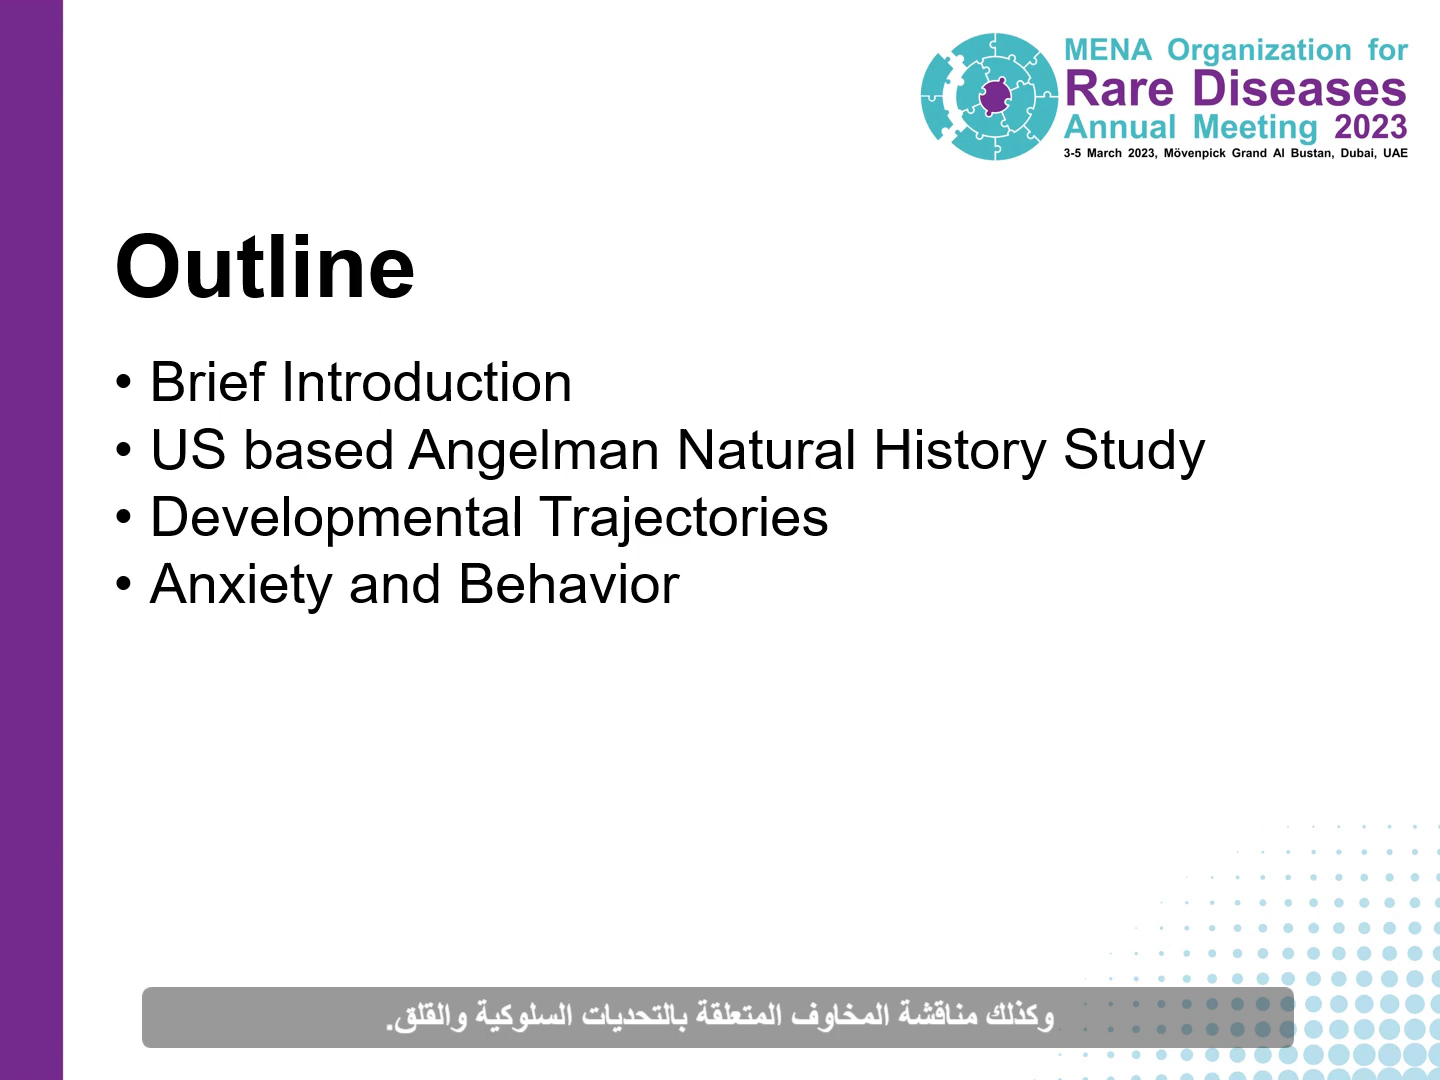 MENA Organization for
Rare Diseases
Annual Meeting 2023
3-5 March 2023, Mövenpick Grand Al Bustan, Dubai, UAE
Outline
• Brief Introduction
• US based Angelman Natural History Study
• Developmental Trajectories
• Anxiety and Behavior
وكذلك مناقشة المخاوف المتعلقة بالتحديات السلوكية والقلق.